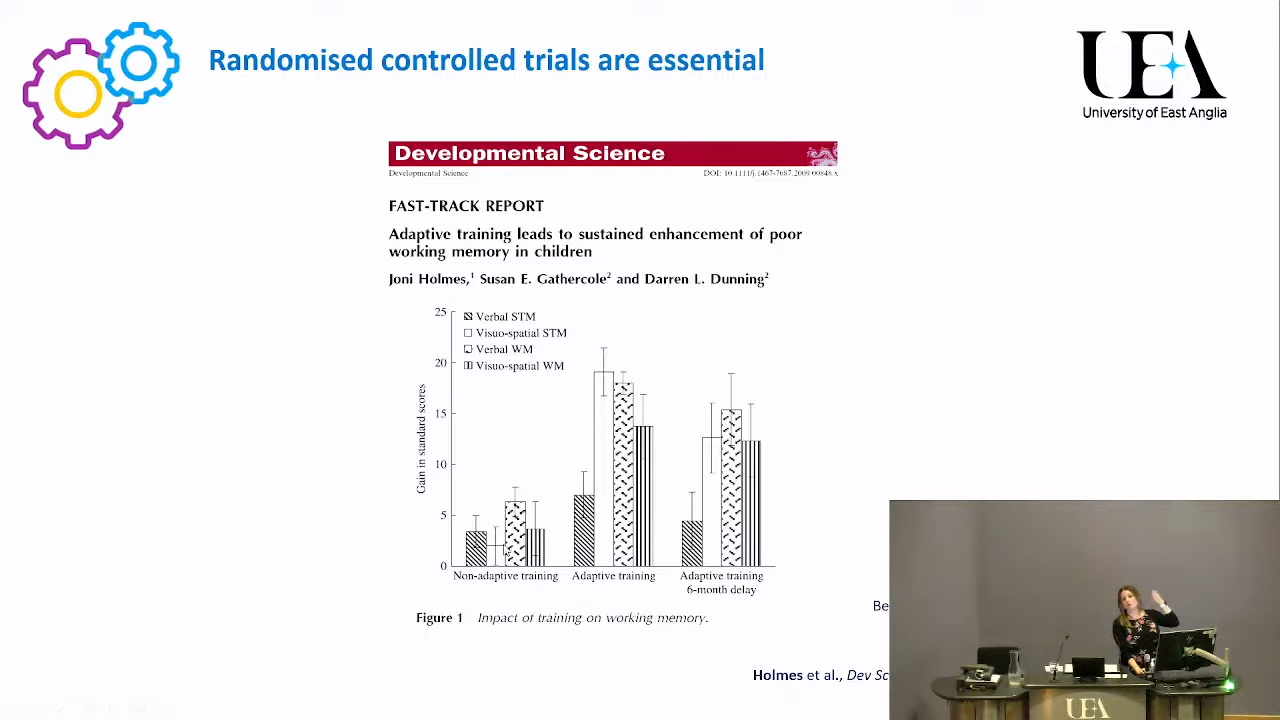 Randomised controlled trials are essential
UEA
University of East Anglia
Developmental Science
Developmental Science
DOI: 10.1111/j.1467-7687.2009.00848.x
FAST-TRACK REPORT
Adaptive training leads to sustained enhancement of poor
working memory in children
Joni Holmes,1 Susan E. Gathercole2 and Darren L. Dunning2
25
20
15
10
5
0
Gain in standard scores
Verbal STM
Visuo-spatial STM
Verbal WM
Visuo-spatial WM
Non-adaptive training
Adaptive training
Adaptive training
6-month delay
Figure 1 Impact of training on working memory.
Be
Holmes et al., Dev Sc
UEA